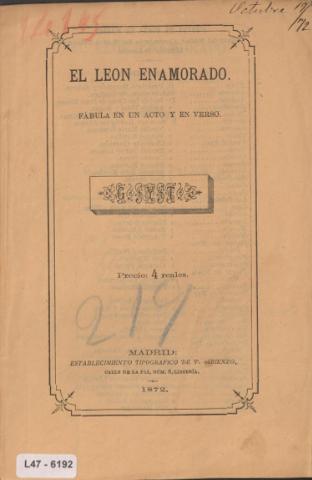 Octubre 19/72
EL LEON ENAMORADO.
FÁBULA EN UN ACTO Y EN VERSO.
Precio: 4 reales.
219
MADRID:
ESTABLECIMIENTO TIPOGRÁFICO DE
CALLE DE LA PAZ, NÚM. 6, LIBRERÍA.
1872.
L47 - 6192